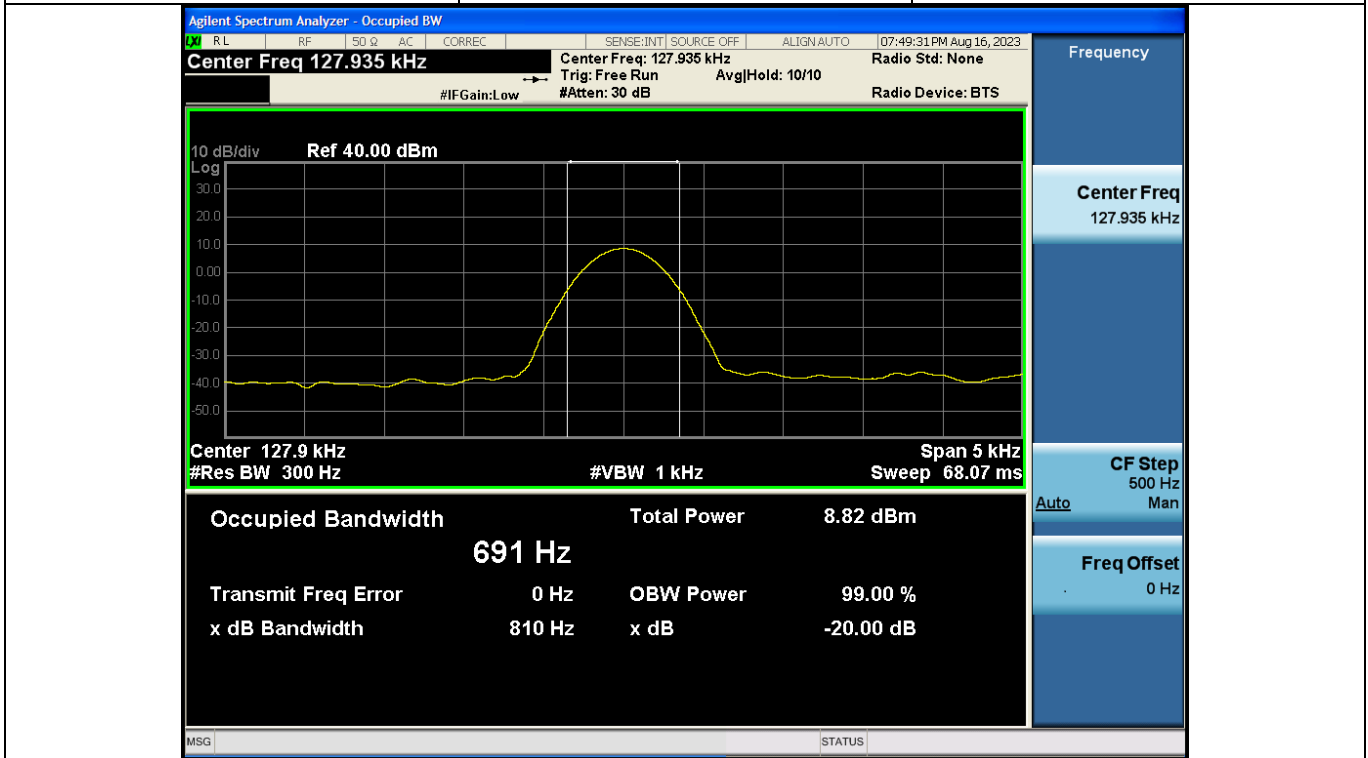 Agilent Spectrum Analyzer - Occupied BW
LXI RL RF 50 Ω AC CORREC SENSE:INT SOURCE OFF ALIGN AUTO 07:49:31 PM Aug 16, 2023
Center Freq 127.935 kHz
Center Freq: 127.935 kHz
Radio Std: None
Trig: Free Run Avg|Hold: 10/10
#IFGain:Low
#Atten: 30 dB
Radio Device: BTS
Frequency
10 dB/div Ref 40.00 dBm
Log
30.0
20.0
10.0
0.00
-10.0
-20.0
-30.0
-40.0
-50.0
Center 127.9 kHz Span 5 kHz
#Res BW 300 Hz #VBW 1 kHz Sweep 68.07 ms
Center Freq
127.935 kHz
CF Step
500 Hz
Auto Man
Freq Offset
0 Hz
Occupied Bandwidth Total Power 8.82 dBm
691 Hz
Transmit Freq Error 0 Hz OBW Power 99.00 %
x dB Bandwidth 810 Hz x dB -20.00 dB
MSG STATUS